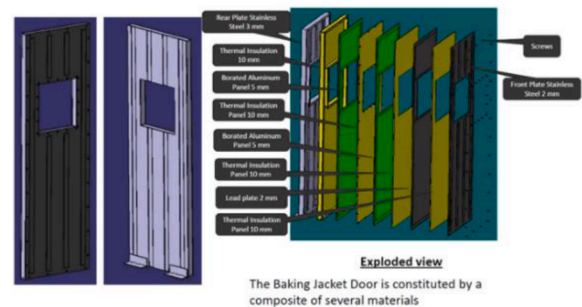 Rear Plate Stainless
Steel 3 mm
Thermal Insulation
10 mm
Borated Aluminum
Panel 5 mm
Thermal Insulation
Panel 10 mm
Borated Aluminum
Panel 5 mm
Thermal Insulation
Panel 10 mm
Lead plate 2 mm
Thermal Insulation
Panel 10 mm
Screws
Front Plate Stainless
Steel 2 mm
Exploded view
The Baking Jacket Door is constituted by a
composite of several materials